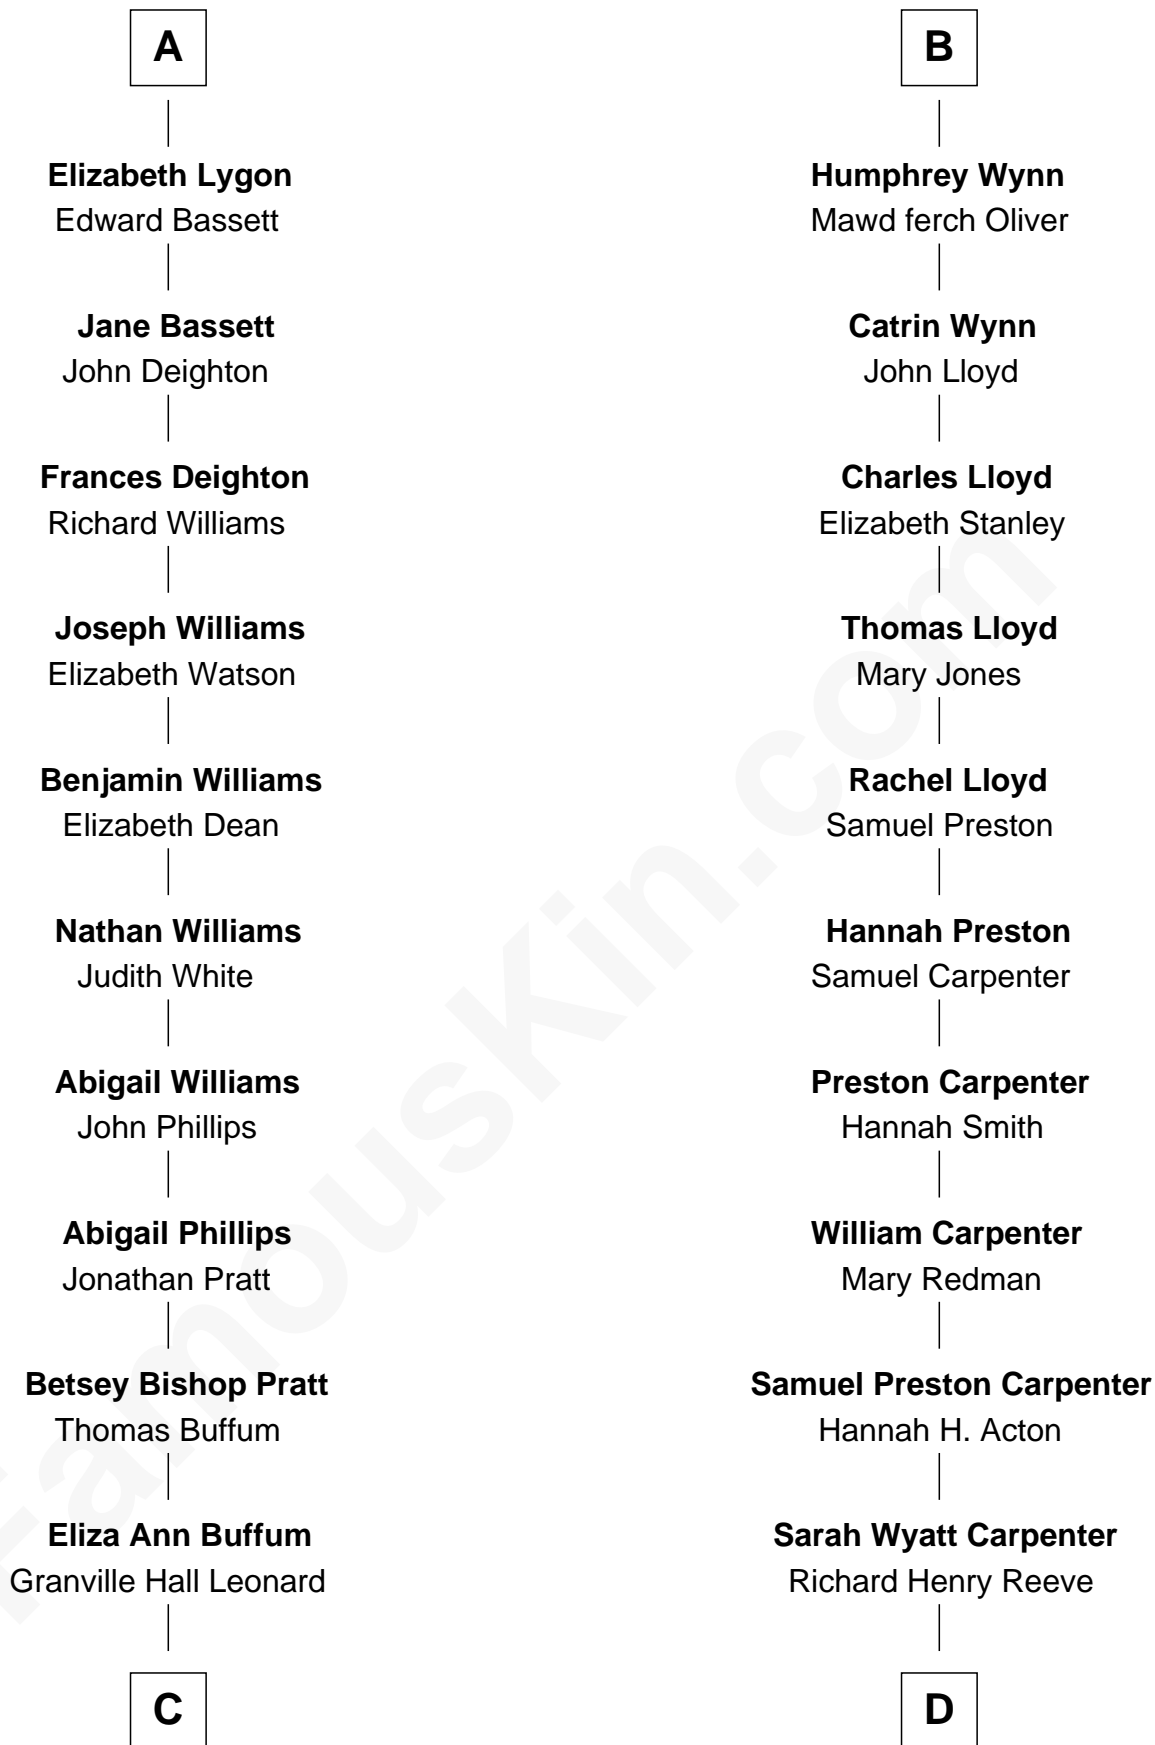 A
Elizabeth Lygon
Edward Bassett
Jane Bassett
John Deighton
Frances Deighton
Richard Williams
Joseph Williams
Elizabeth Watson
Benjamin Williams
Elizabeth Dean
Nathan Williams
Judith White
Abigail Williams
John Phillips
Abigail Phillips
Jonathan Pratt
Betsey Bishop Pratt
Thomas Buffum
Eliza Ann Buffum
Granville Hall Leonard
C
B
Humphrey Wynn
Mawd ferch Oliver
Catrin Wynn
John Lloyd
Charles Lloyd
Elizabeth Stanley
Thomas Lloyd
Mary Jones
Rachel Lloyd
Samuel Preston
Hannah Preston
Samuel Carpenter
Preston Carpenter
Hannah Smith
William Carpenter
Mary Redman
Samuel Preston Carpenter
Hannah H. Acton
Sarah Wyatt Carpenter
Richard Henry Reeve
D
FamousKin.com